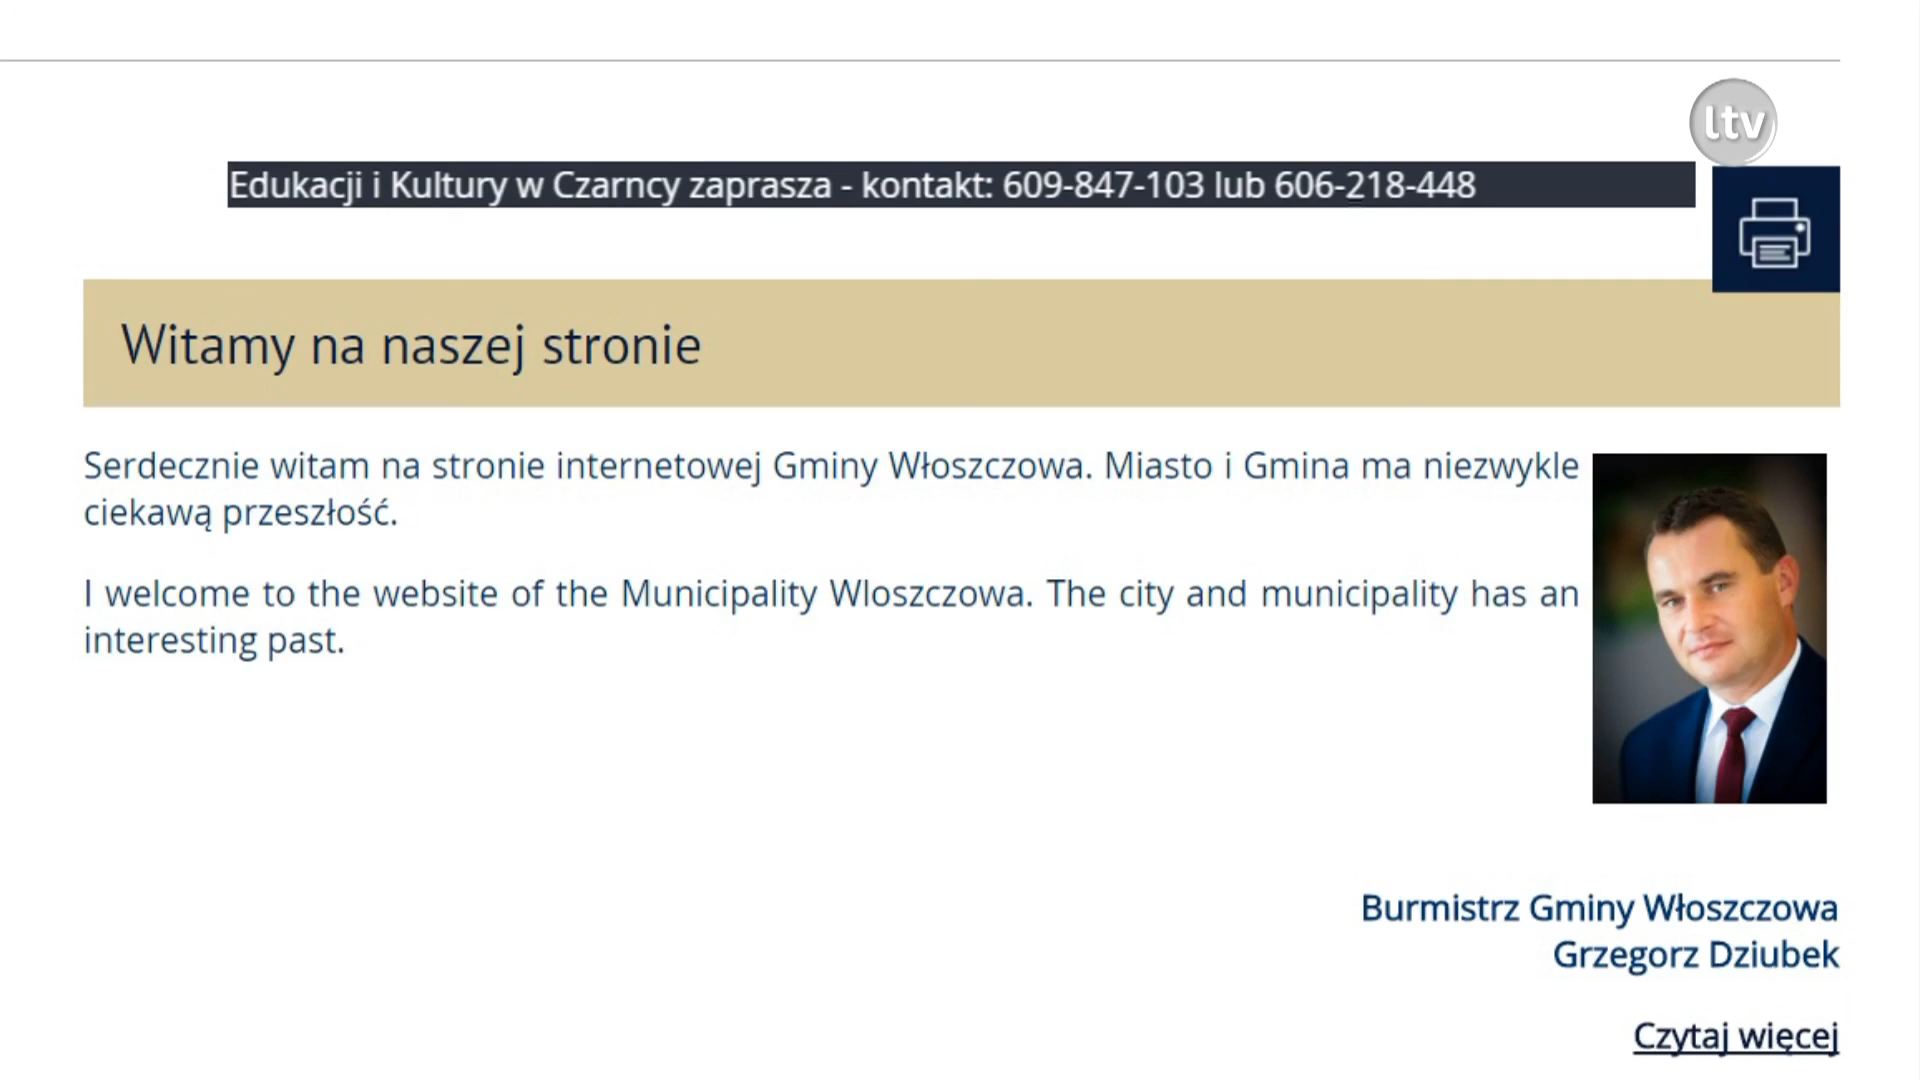 ltv
Edukacji i Kultury w Czarncy zaprasza - kontakt: 609-847-103 lub 606-218-448
Witamy na naszej stronie
Serdecznie witam na stronie internetowej Gminy Włoszczowa. Miasto i Gmina ma niezwykle
ciekawą przeszłość.
I welcome to the website of the Municipality Wloszczowa. The city and municipality has an
interesting past.
Burmistrz Gminy Włoszczowa
Grzegorz Dziubek
Czytaj więcej